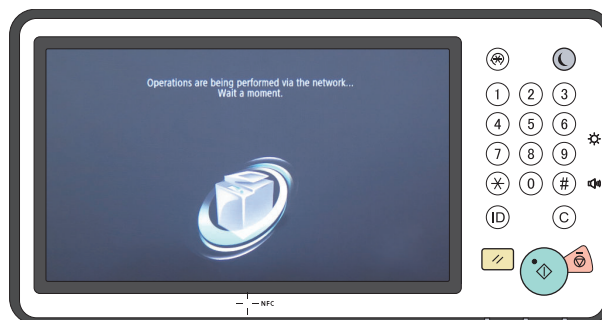 Operations are being performed via the network...
Wait a moment.
1 2 3
4 5 6
7 8 9
0 #
ID C
NFC